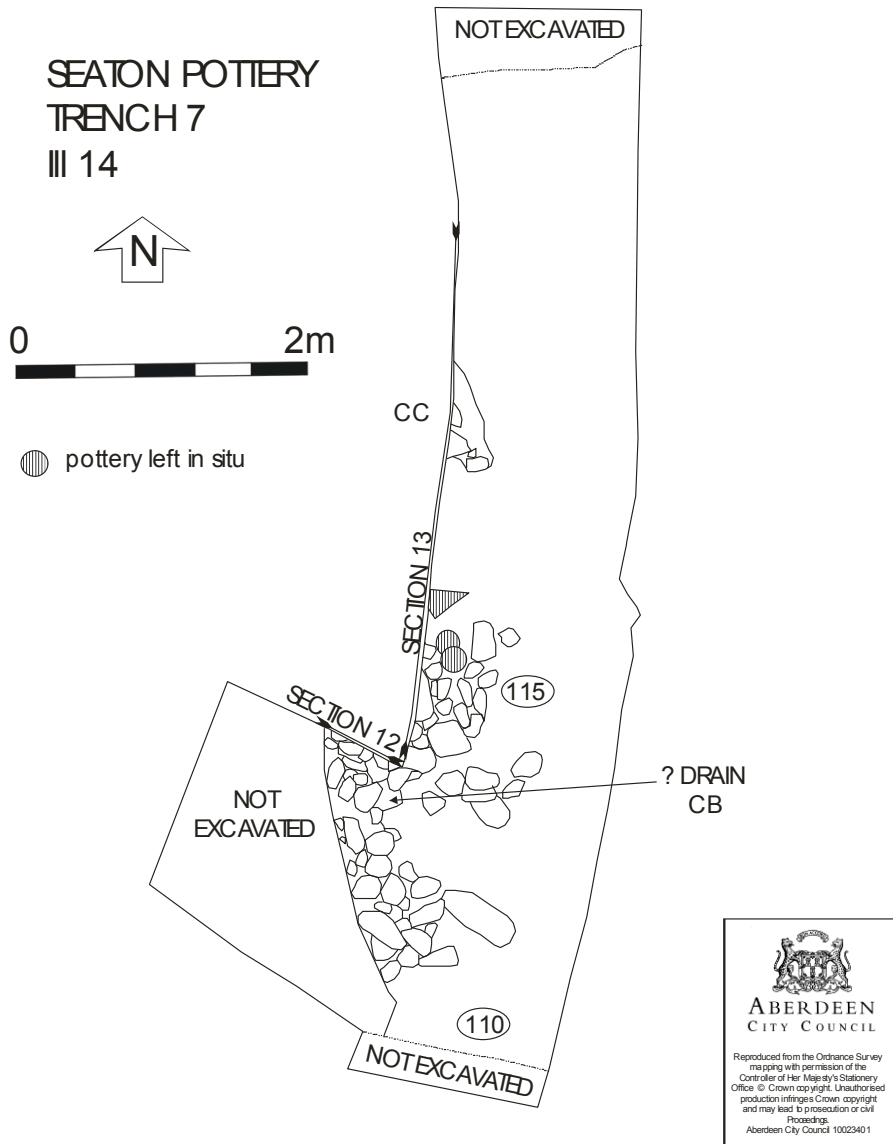 NOT EXCAVATED
SEATON POTTERY
TRENCH 7
III 14
N
0 2m
CC
pottery left in situ
SECTION 13
115
SECTION 12
? DRAIN
CB
NOT
EXCAVATED
110
NOT EXCAVATED
ABERDEEN
CITY COUNCIL
Reproduced from the Ordnance Survey
mapping with permission of the
Controller of Her Majesty's Stationery
Office © Crown copyright. Unauthorised
production infringes Crown copyright
and may lead to prosecution or civil
Proceedings.
Aberdeen City Council 10023401